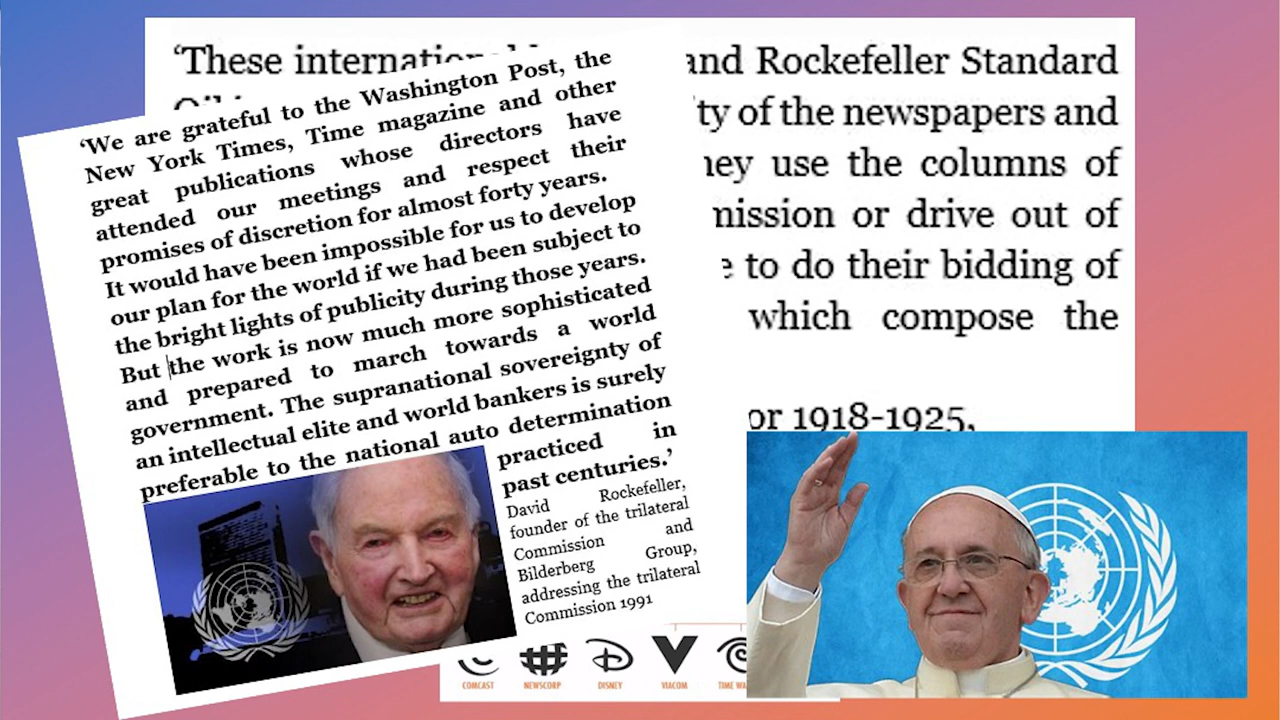 ‘We are grateful to the Washington Post, the
New York Times, Time magazine and other
great publications whose directors have
attended our meetings and respect their
promises of discretion for almost forty years.
It would have been impossible for us to develop
our plan for the world if we had been subject to
the bright lights of publicity during those years.
But the work is now much more sophisticated
and prepared to march towards a world
government. The supranational sovereignty of
an intellectual elite and world bankers is surely
preferable to the national auto determination
practiced in
past centuries.’
David Rockefeller,
founder of the trilateral
Commission and
Bilderberg Group,
addressing the trilateral
Commission 1991
‘These and Rockefeller Standard
of the newspapers and
use the columns of
or drive out of
to do their bidding of
which compose the
1918-1925,
COMCAST NEWSCORP DISNEY VIACOM TIME